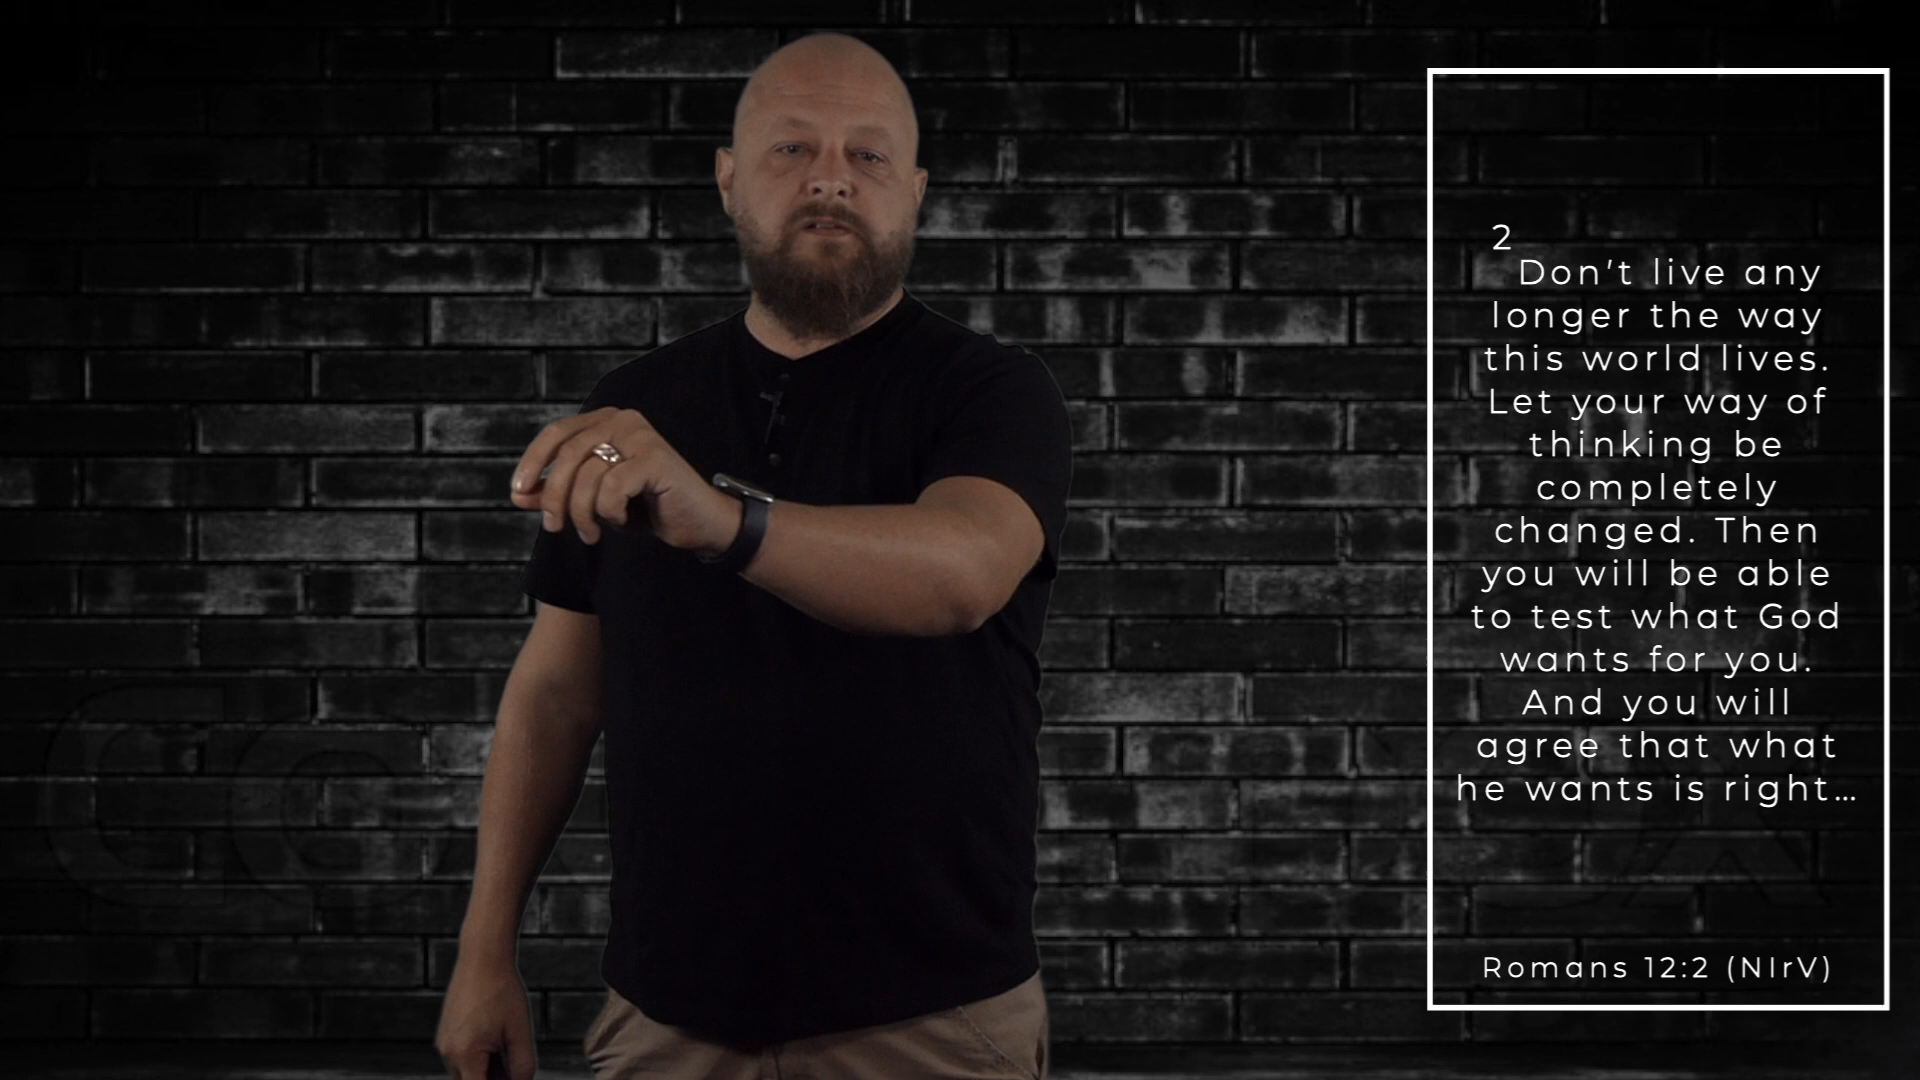 2
Don't live any
longer the way
this world lives.
Let your way of
thinking be
completely
changed. Then
you will be able
to test what God
wants for you.
And you will
agree that what
he wants is right…
Romans 12:2 (NIrV)